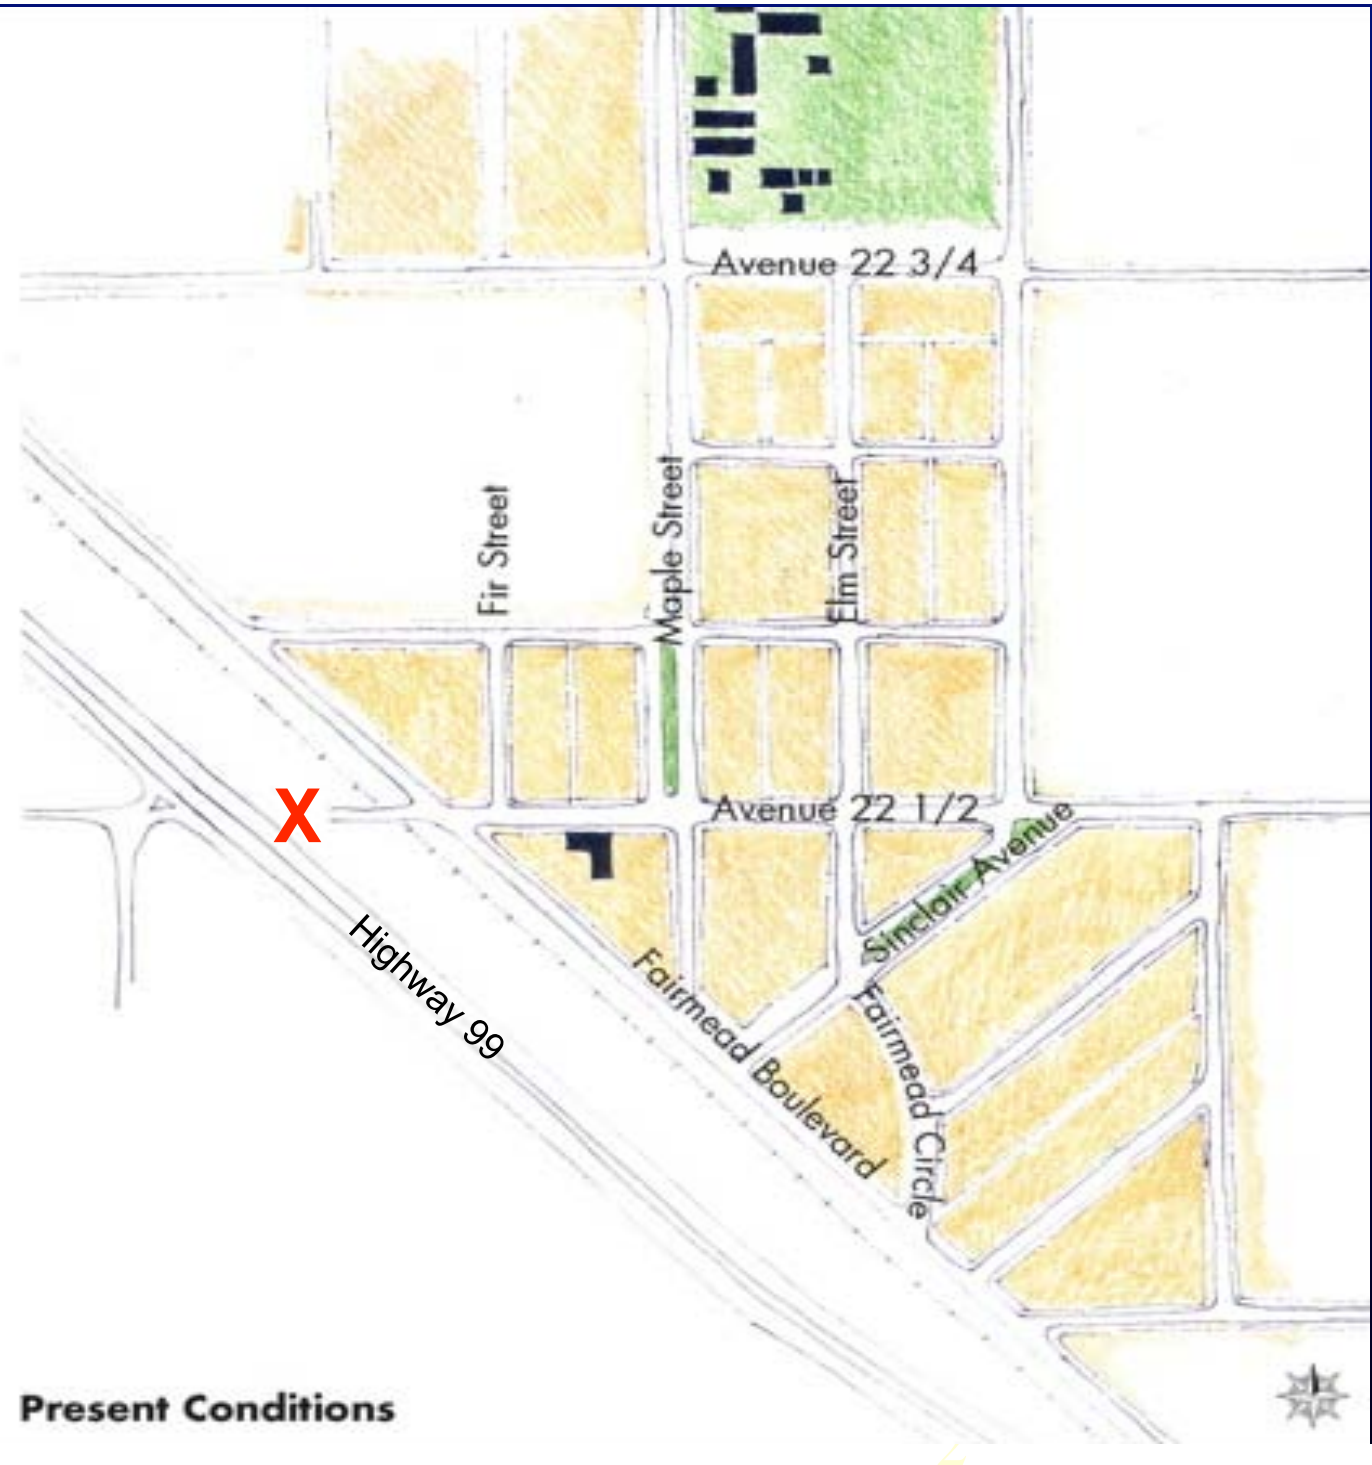 Avenue 22 3/4
Fir Street
Maple Street
Elm Street
Avenue 22 1/2
X
Sinclair Avenue
Highway 99
Fairmead Boulevard
Fairmead Circle
Present Conditions